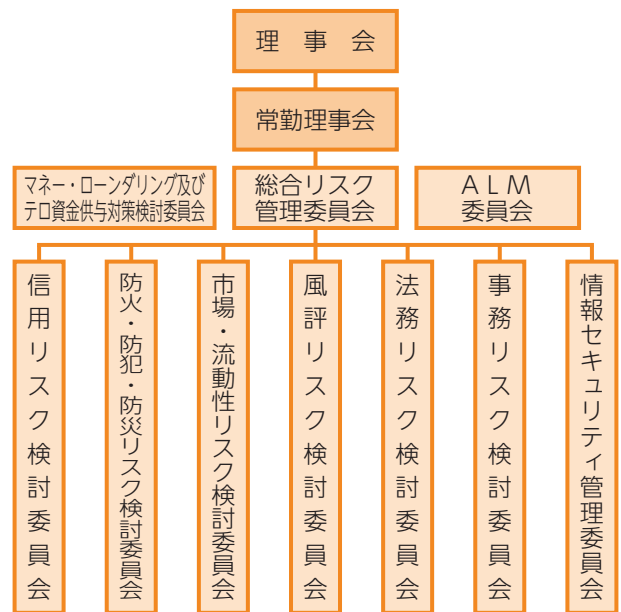 理事会
常勤理事会
マネー・ローンダリング及び
テロ資金供与対策検討委員会
総合リスク
管理委員会
ALM
委員会
信用リスク検討委員会
防火・防犯・防災リスク検討委員会
市場・流動性リスク検討委員会
風評リスク検討委員会
法務リスク検討委員会
事務リスク検討委員会
情報セキュリティ管理委員会